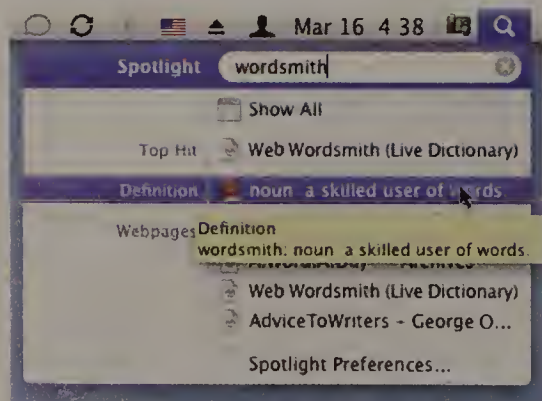 Mar 16 4 38
Spotlight wordsmith
Show All
Top Hit Web Wordsmith (Live Dictionary)
Definition noun a skilled user of words.
Webpages
Definition
wordsmith: noun a skilled user of words.
Archives
Web Wordsmith (Live Dictionary)
AdviceToWriters - George O...
Spotlight Preferences...